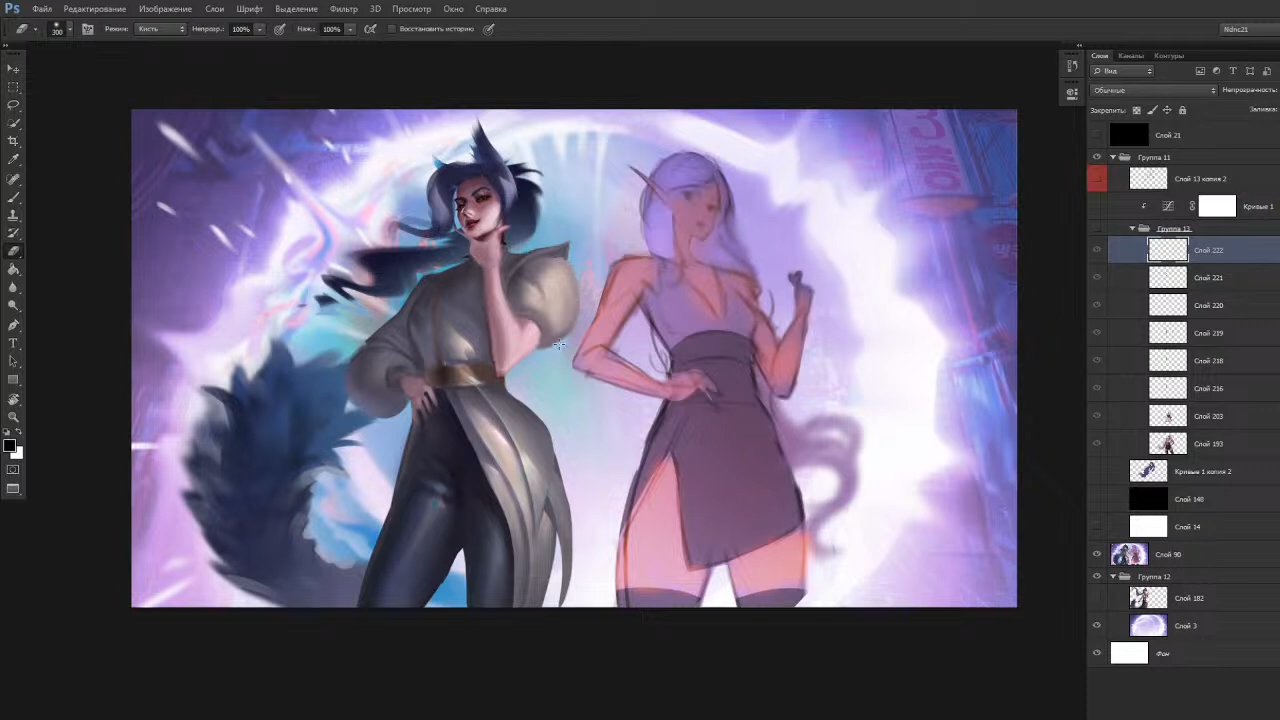 Ps Файл Редактирование Изображение Слои Шрифт Выделение Фильтр 3D Просмотр Окно Справка
300 Режим: Кисть Непрозр.: 100% Наж.: 100% Восстановить историю Ndnc21
Слои Каналы Контуры
Вид
Обычные Непрозрачность:
Закрепить: Заливка:
Слой 21
Группа 11
Слой 13 копия 2
Кривые 1
Группа 13
Слой 222
Слой 221
Слой 220
Слой 219
Слой 218
Слой 216
Слой 203
Слой 193
Кривые 1 копия 2
Слой 148
Слой 14
Слой 90
Группа 12
Слой 182
Слой 3
Фон